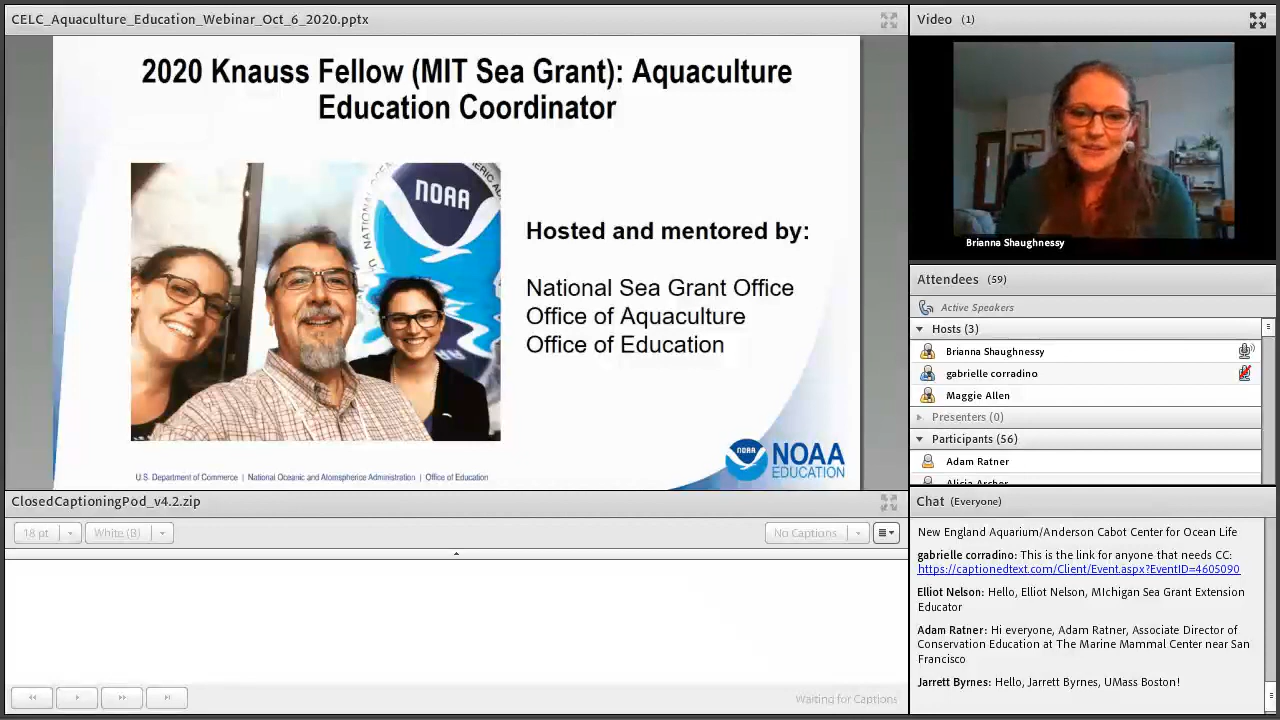 CELC_Aquaculture_Education_Webinar_Oct_6_2020.pptx
2020 Knauss Fellow (MIT Sea Grant): Aquaculture
Education Coordinator
NOAA
Hosted and mentored by:
National Sea Grant Office
Office of Aquaculture
Office of Education
U.S. Department of Commerce | National Oceanic and Atomspherice Administration | Office of Education
NOAA
NOAA
EDUCATION
ClosedCaptioningPod_v4.2.zip
18 pt
White (B)
No Captions
Waiting for Captions
Video (1)
Brianna Shaughnessy
Attendees (59)
Active Speakers
Hosts (3)
Brianna Shaughnessy
gabrielle corradino
Maggie Allen
Presenters (0)
Participants (56)
Adam Ratner
Alicia Archer
Chat (Everyone)
New England Aquarium/Anderson Cabot Center for Ocean Life
gabrielle corradino: This is the link for anyone that needs CC:
https://captionedtext.com/Client/Event.aspx?EventID=4605090
Elliot Nelson: Hello, Elliot Nelson, MIchigan Sea Grant Extension
Educator
Adam Ratner: Hi everyone, Adam Ratner, Associate Director of
Conservation Education at The Marine Mammal Center near San
Francisco
Jarrett Byrnes: Hello, Jarrett Byrnes, UMass Boston!